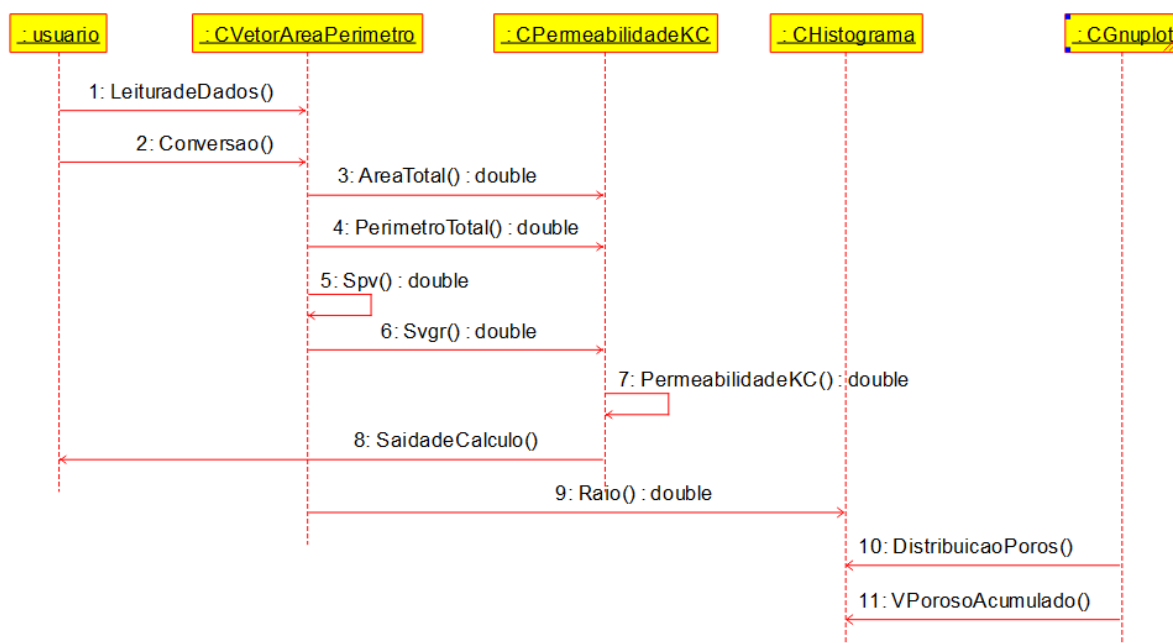 : usuario
: CVetorAreaPerimetro
: CPermeabilidadeKC
: CHistograma
: CGnuplot
1: LeituradeDados()
2: Conversao()
3: AreaTotal() : double
4: PerimetroTotal() : double
5: Spv() : double
6: Svgr() : double
7: PermeabilidadeKC() : double
8: SaidadeCalculo()
9: Raio() : double
10: DistribuicaoPoros()
11: VPorosoAcumulado()